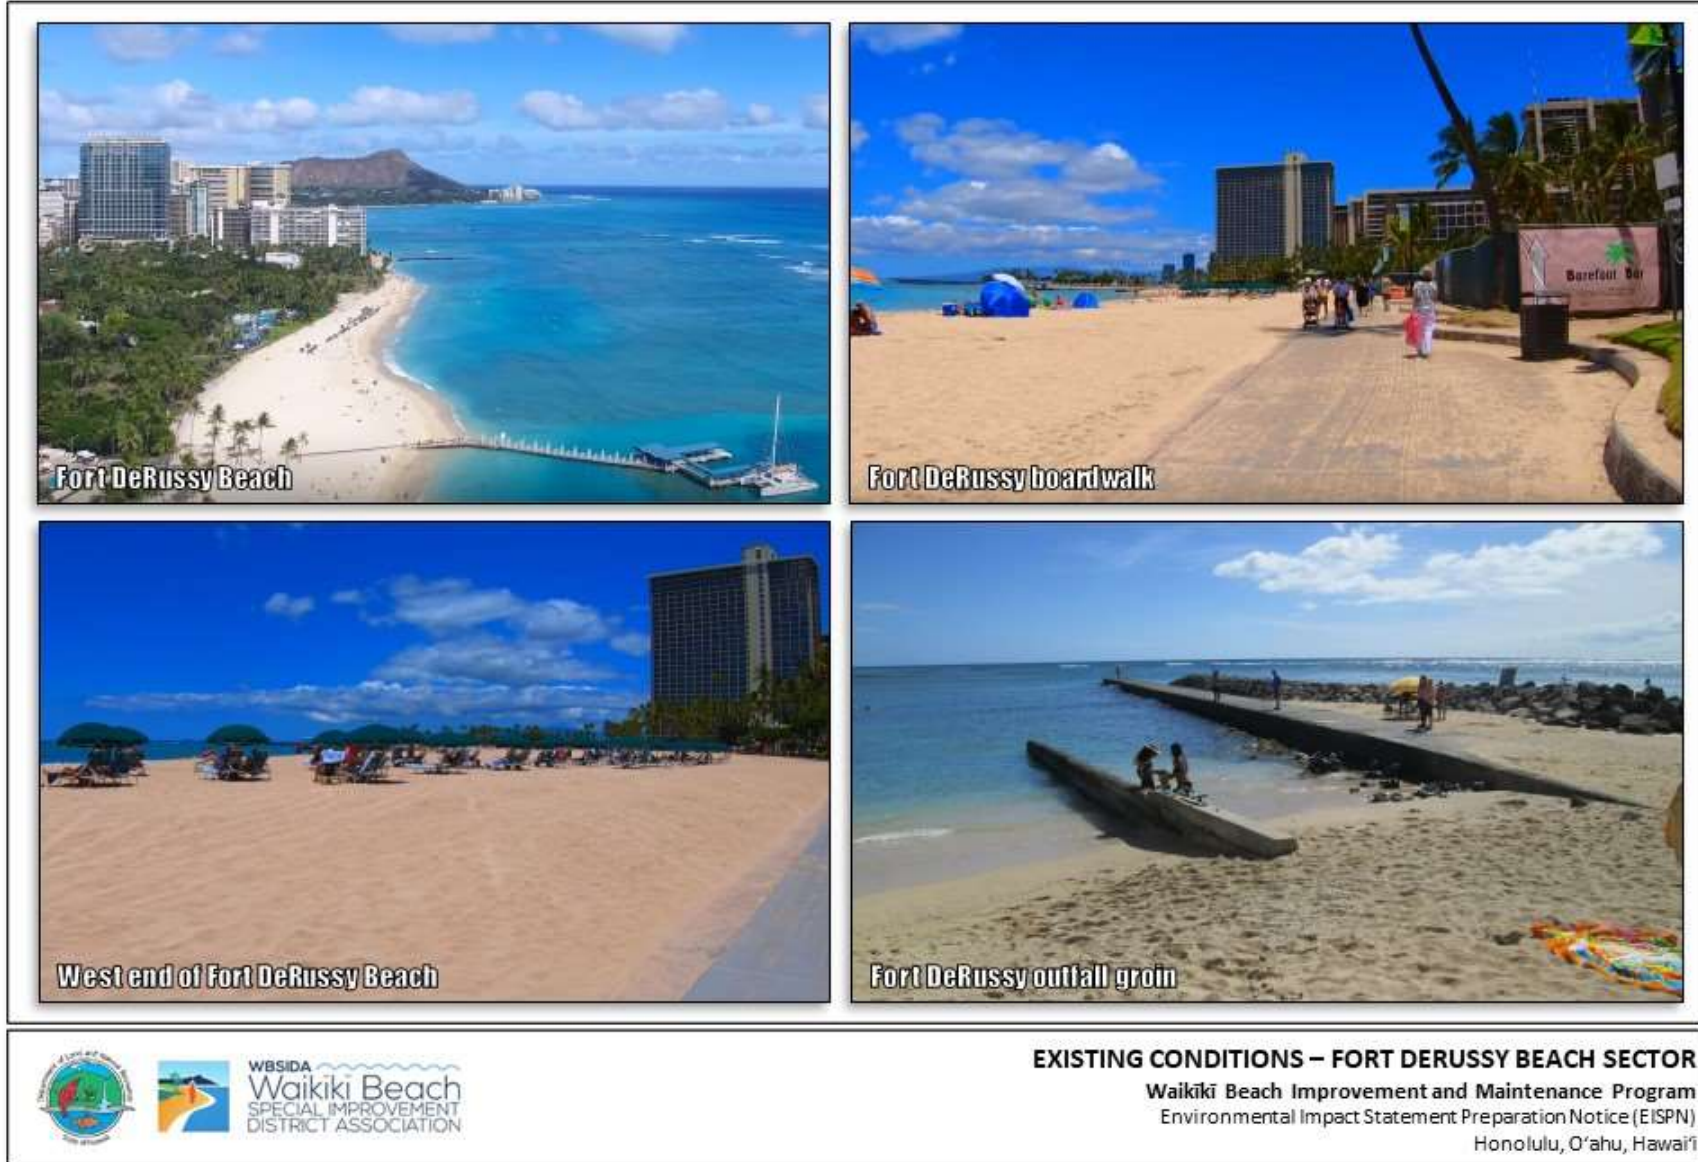 Fort DeRussy Beach
Barefoot Bar
Fort DeRussy boardwalk
West end of Fort DeRussy Beach
Fort DeRussy outfall groin
WBSIDA
Waikiki Beach
SPECIAL IMPROVEMENT
DISTRICT ASSOCIATION
EXISTING CONDITIONS – FORT DERUSSY BEACH SECTOR
Waikīkī Beach Improvement and Maintenance Program
Environmental Impact Statement Preparation Notice (EISPN)
Honolulu, Oʻahu, Hawaiʻi